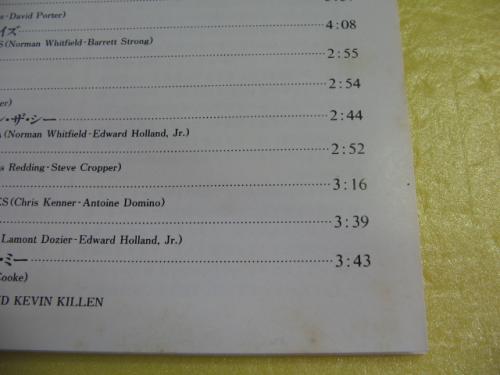 s-David Porter)
イズ 4:08
S(Norman Whitfield-Barrett Strong)
2:55
2:54
er)
ン・ザ・シー 2:44
A(Norman Whitfield-Edward Holland, Jr.)
2:52
s Redding-Steve Cropper)
3:16
ES(Chris Kenner-Antoine Domino)
3:39
Lamont Dozier-Edward Holland, Jr.)
・ミー 3:43
Cooke)
ND KEVIN KILLEN